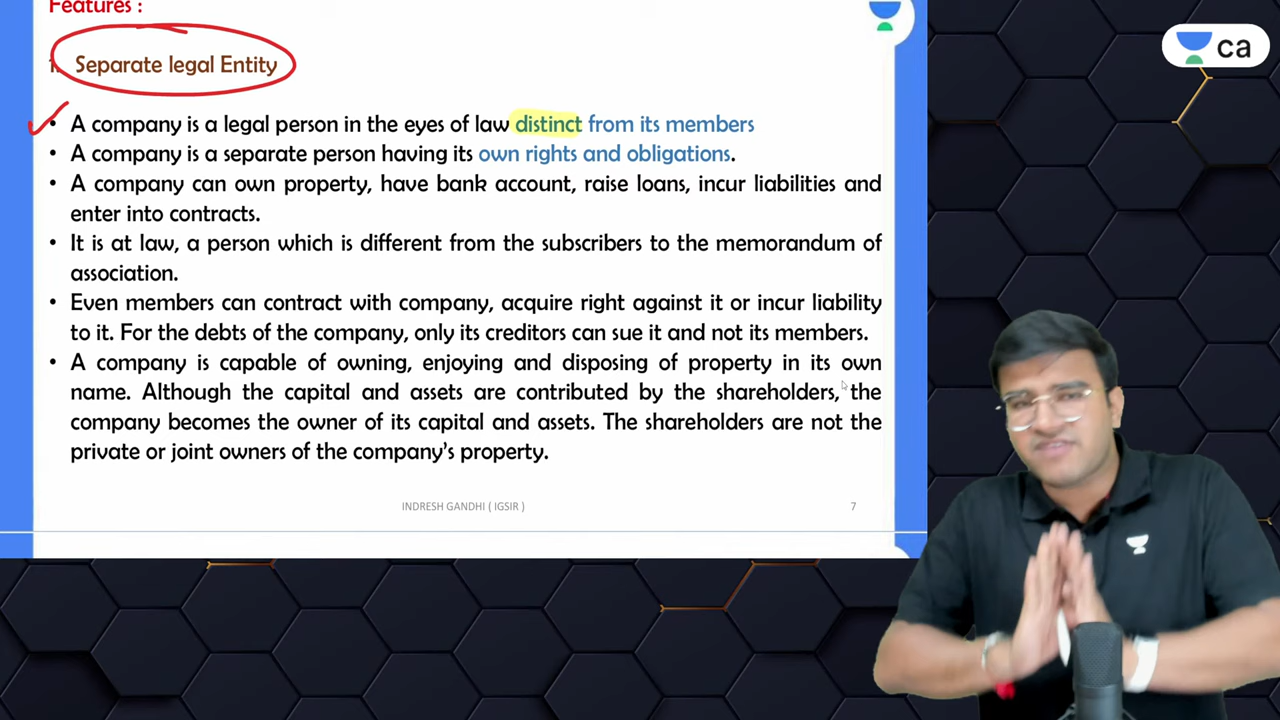 Features :
1. Separate legal Entity
• A company is a legal person in the eyes of law distinct from its members
• A company is a separate person having its own rights and obligations.
• A company can own property, have bank account, raise loans, incur liabilities and
enter into contracts.
• It is at law, a person which is different from the subscribers to the memorandum of
association.
• Even members can contract with company, acquire right against it or incur liability
to it. For the debts of the company, only its creditors can sue it and not its members.
• A company is capable of owning, enjoying and disposing of property in its own
name. Although the capital and assets are contributed by the shareholders, the
company becomes the owner of its capital and assets. The shareholders are not the
private or joint owners of the company's property.
INDRESH GANDHI ( IGSIR )
7
ca